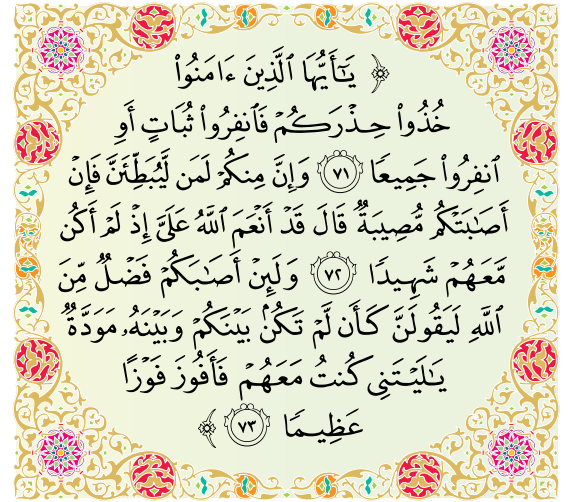 ﴿ يَٰٓأَيُّهَا ٱلَّذِينَ ءَامَنُوا۟
خُذُوا۟ حِذْرَكُمْ فَٱنفِرُوا۟ ثُبَاتٍ أَوِ
ٱنفِرُوا۟ جَمِيعًا ٧١ وَإِنَّ مِنكُمْ لَمَن لَّيُبَطِّئَنَّ فَإِنْ
أَصَٰبَتْكُم مُّصِيبَةٌ قَالَ قَدْ أَنْعَمَ ٱللَّهُ عَلَىَّ إِذْ لَمْ أَكُن
مَّعَهُمْ شَهِيدًا ٧٢ وَلَئِنْ أَصَٰبَكُمْ فَضْلٌ مِّنَ
ٱللَّهِ لَيَقُولَنَّ كَأَن لَّمْ تَكُنۢ بَيْنَكُمْ وَبَيْنَهُۥ مَوَدَّةٌ
يَٰلَيْتَنِى كُنتُ مَعَهُمْ فَأَفُوزَ فَوْزًا
عَظِيمًا ٧٣ ﴾